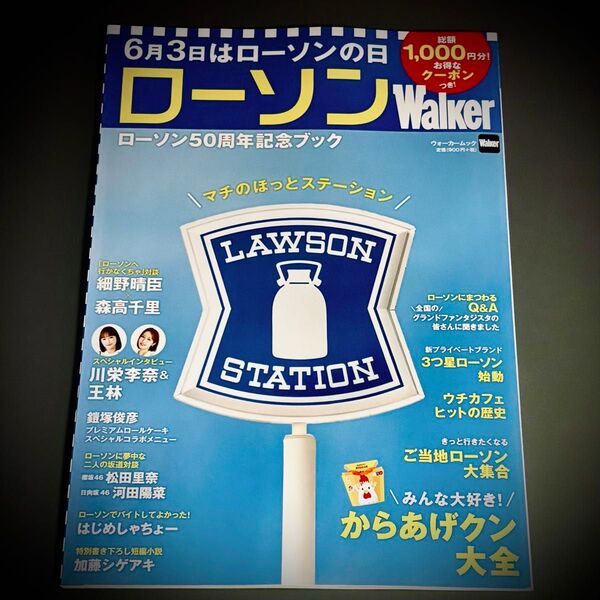 6月3日はローソンの日
総額
1,000円分!
お得な
クーポン
つき!
ローソンWalker
ローソン50周年記念ブック
ウォーカームック
定価(900円+税)
Walker
マチのほっとステーション
LAWSON
STATION
「ローソンへ
行かなくちゃ」対談
細野晴臣
×
森高千里
スペシャルインタビュー
川栄李奈&
王林
鎧塚俊彦
プレミアムロールケーキ
スペシャルコラボメニュー
ローソンに夢中な
二人の坂道対談
櫻坂46 松田里奈
日向坂46 河田陽菜
ローソンでバイトしてよかった!
はじめしゃちょー
特別書き下ろし短編小説
加藤シゲアキ
ローソンにまつわる
Q&A
全国の
グランドファンタジスタの
皆さんに聞きました
新プライベートブランド
3つ星ローソン
始動
ウチカフェ
ヒットの歴史
きっと行きたくなる
ご当地ローソン
大集合
みんな大好き!
からあげクン
大全